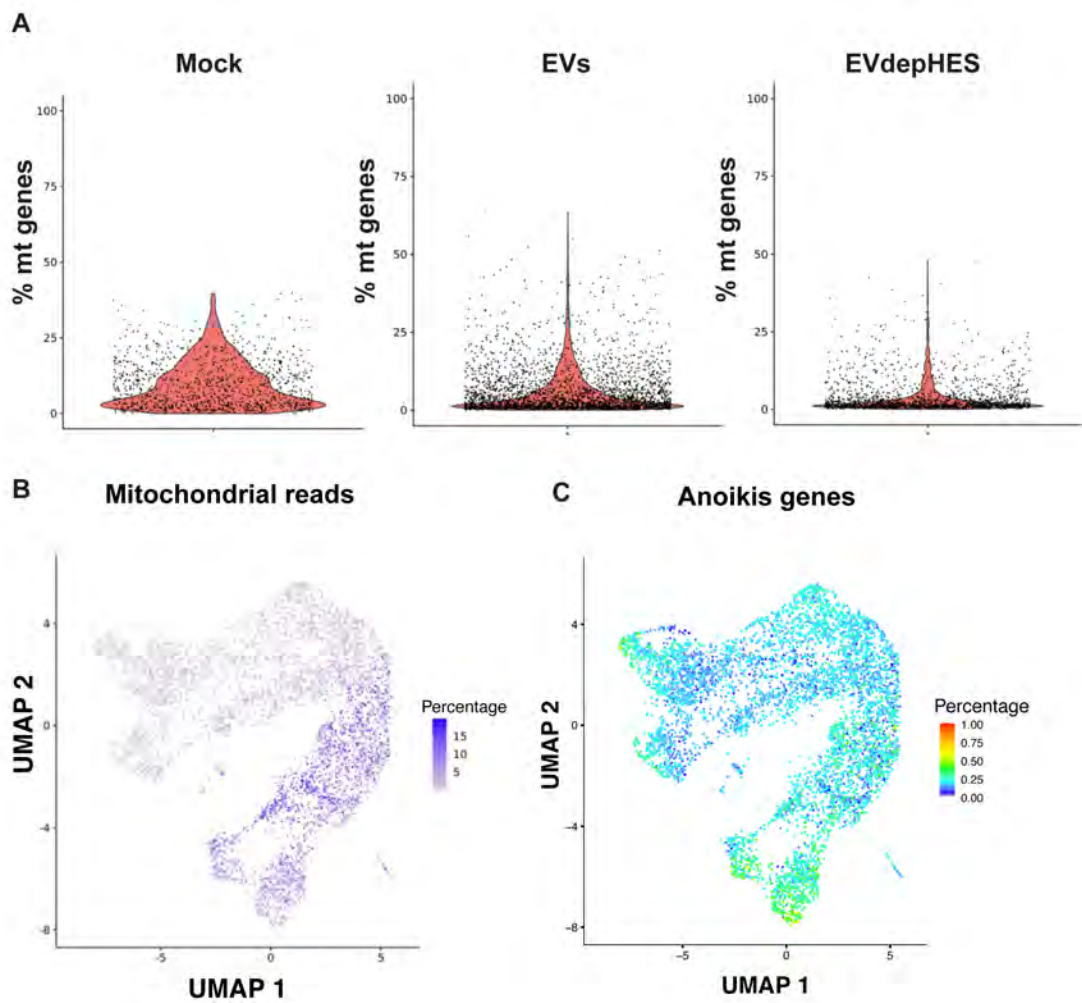 A
Mock
EVs
EVdepHES
% mt genes
100
75
50
25
0
% mt genes
100
75
50
25
0
% mt genes
100
75
50
25
0
B
Mitochondrial reads
C
Anoikis genes
UMAP 2
4
0
-4
-8
-5
0
5
UMAP 1
Percentage
15
10
5
UMAP 2
4
0
-4
-8
-5
0
5
UMAP 1
Percentage
1.00
0.75
0.50
0.25
0.00